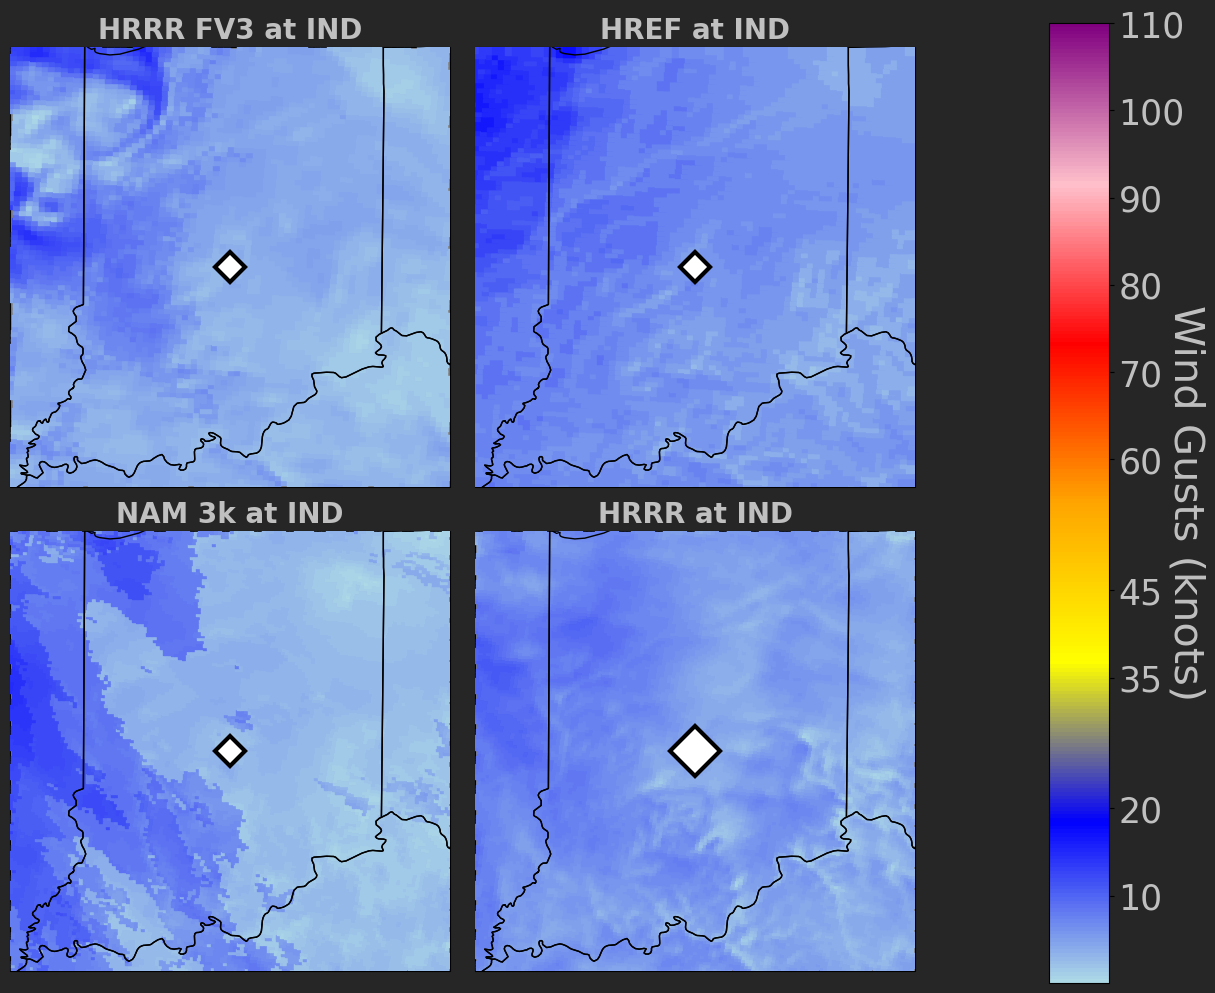 HRRR FV3 at IND
HREF at IND
NAM 3k at IND
HRRR at IND
110
100
90
80
70
60
45
35
20
10
Wind Gusts (knots)